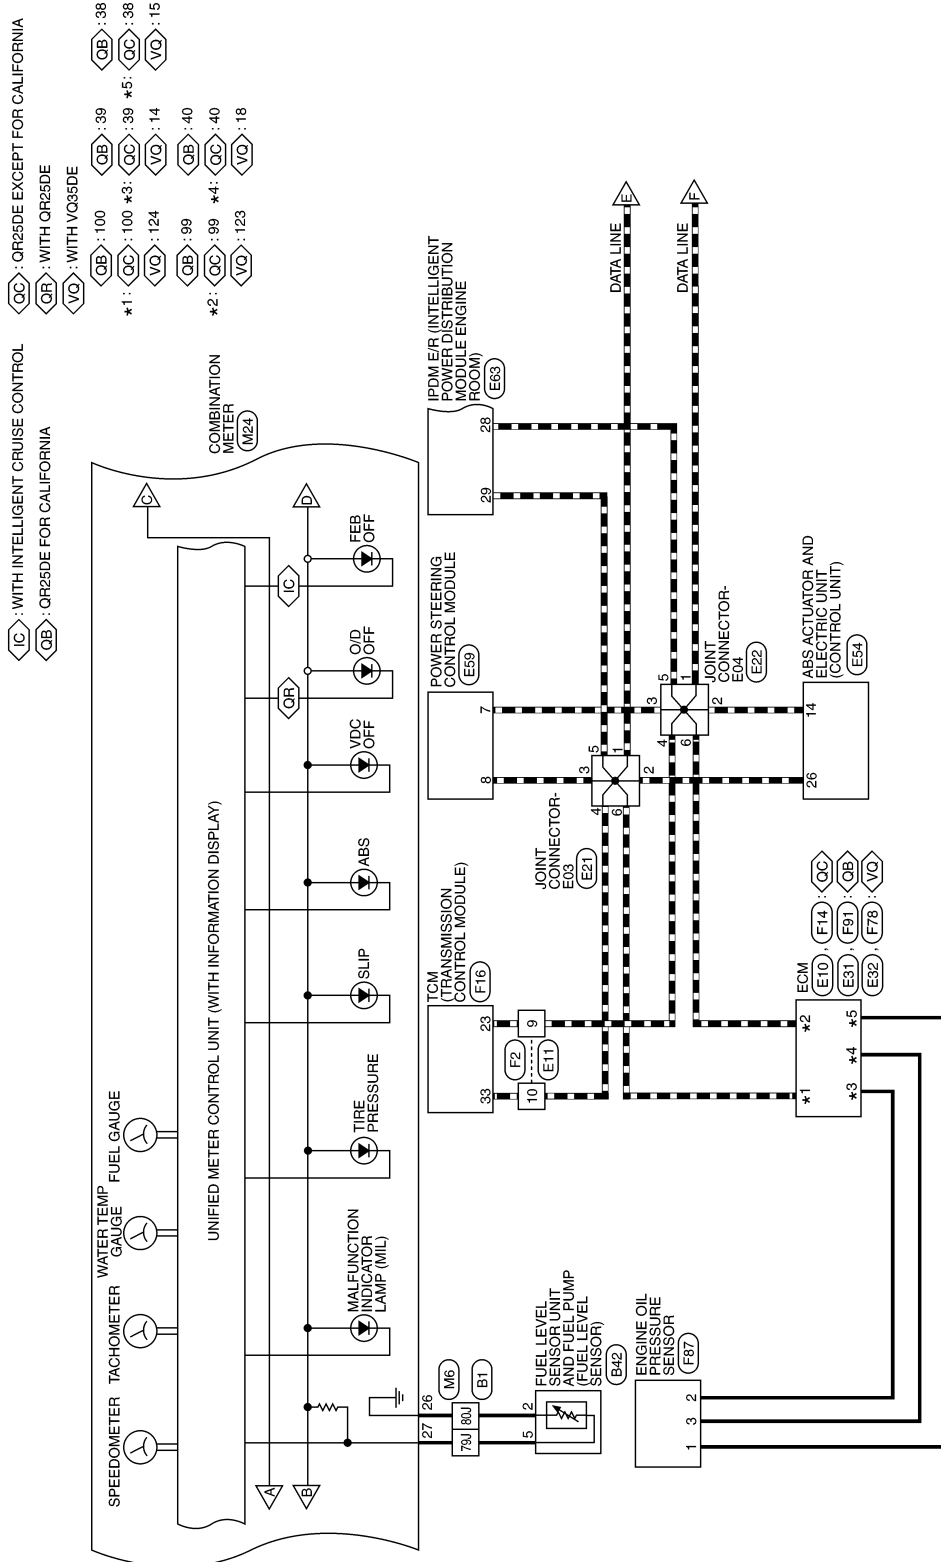 IC : WITH INTELLIGENT CRUISE CONTROL
QB : QR25DE FOR CALIFORNIA
QC : QR25DE EXCEPT FOR CALIFORNIA
QR : WITH QR25DE
VQ : WITH VQ35DE
QB : 100
*1: QC : 100
VQ : 124
QB : 39
*3: QC : 39
VQ : 14
QB : 38
*5: QC : 38
VQ : 15
QB : 99
*2: QC : 99
VQ : 123
QB : 40
*4: QC : 40
VQ : 18
SPEEDOMETER
TACHOMETER
WATER TEMP
GAUGE
FUEL GAUGE
COMBINATION
METER
M24
UNIFIED METER CONTROL UNIT (WITH INFORMATION DISPLAY)
A
B
C
D
QR
IC
MALFUNCTION
INDICATOR
LAMP (MIL)
TIRE
PRESSURE
SLIP
ABS
VDC
OFF
O/D
OFF
FEB
OFF
27
26
79J
80J
M6
B1
5
2
FUEL LEVEL
SENSOR UNIT
AND FUEL PUMP
(FUEL LEVEL
SENSOR)
B42
ENGINE OIL
PRESSURE
SENSOR
F87
1
3
2
TCM
(TRANSMISSION
CONTROL MODULE)
F16
33
23
10
9
F2
E11
POWER STEERING
CONTROL MODULE
E59
8
7
IPDM E/R (INTELLIGENT
POWER DISTRIBUTION
MODULE ENGINE
ROOM)
E63
29
28
JOINT
CONNECTOR-
E03
E21
3
5
4
1
6
2
JOINT
CONNECTOR-
E04
E22
3
5
4
1
6
2
DATA LINE
E
DATA LINE
F
ECM
E10 , F14 : QC
E31 , F91 : QB
E32 , F78 : VQ
*1
*2
*3
*4
*5
ABS ACTUATOR AND
ELECTRIC UNIT
(CONTROL UNIT)
E54
26
14